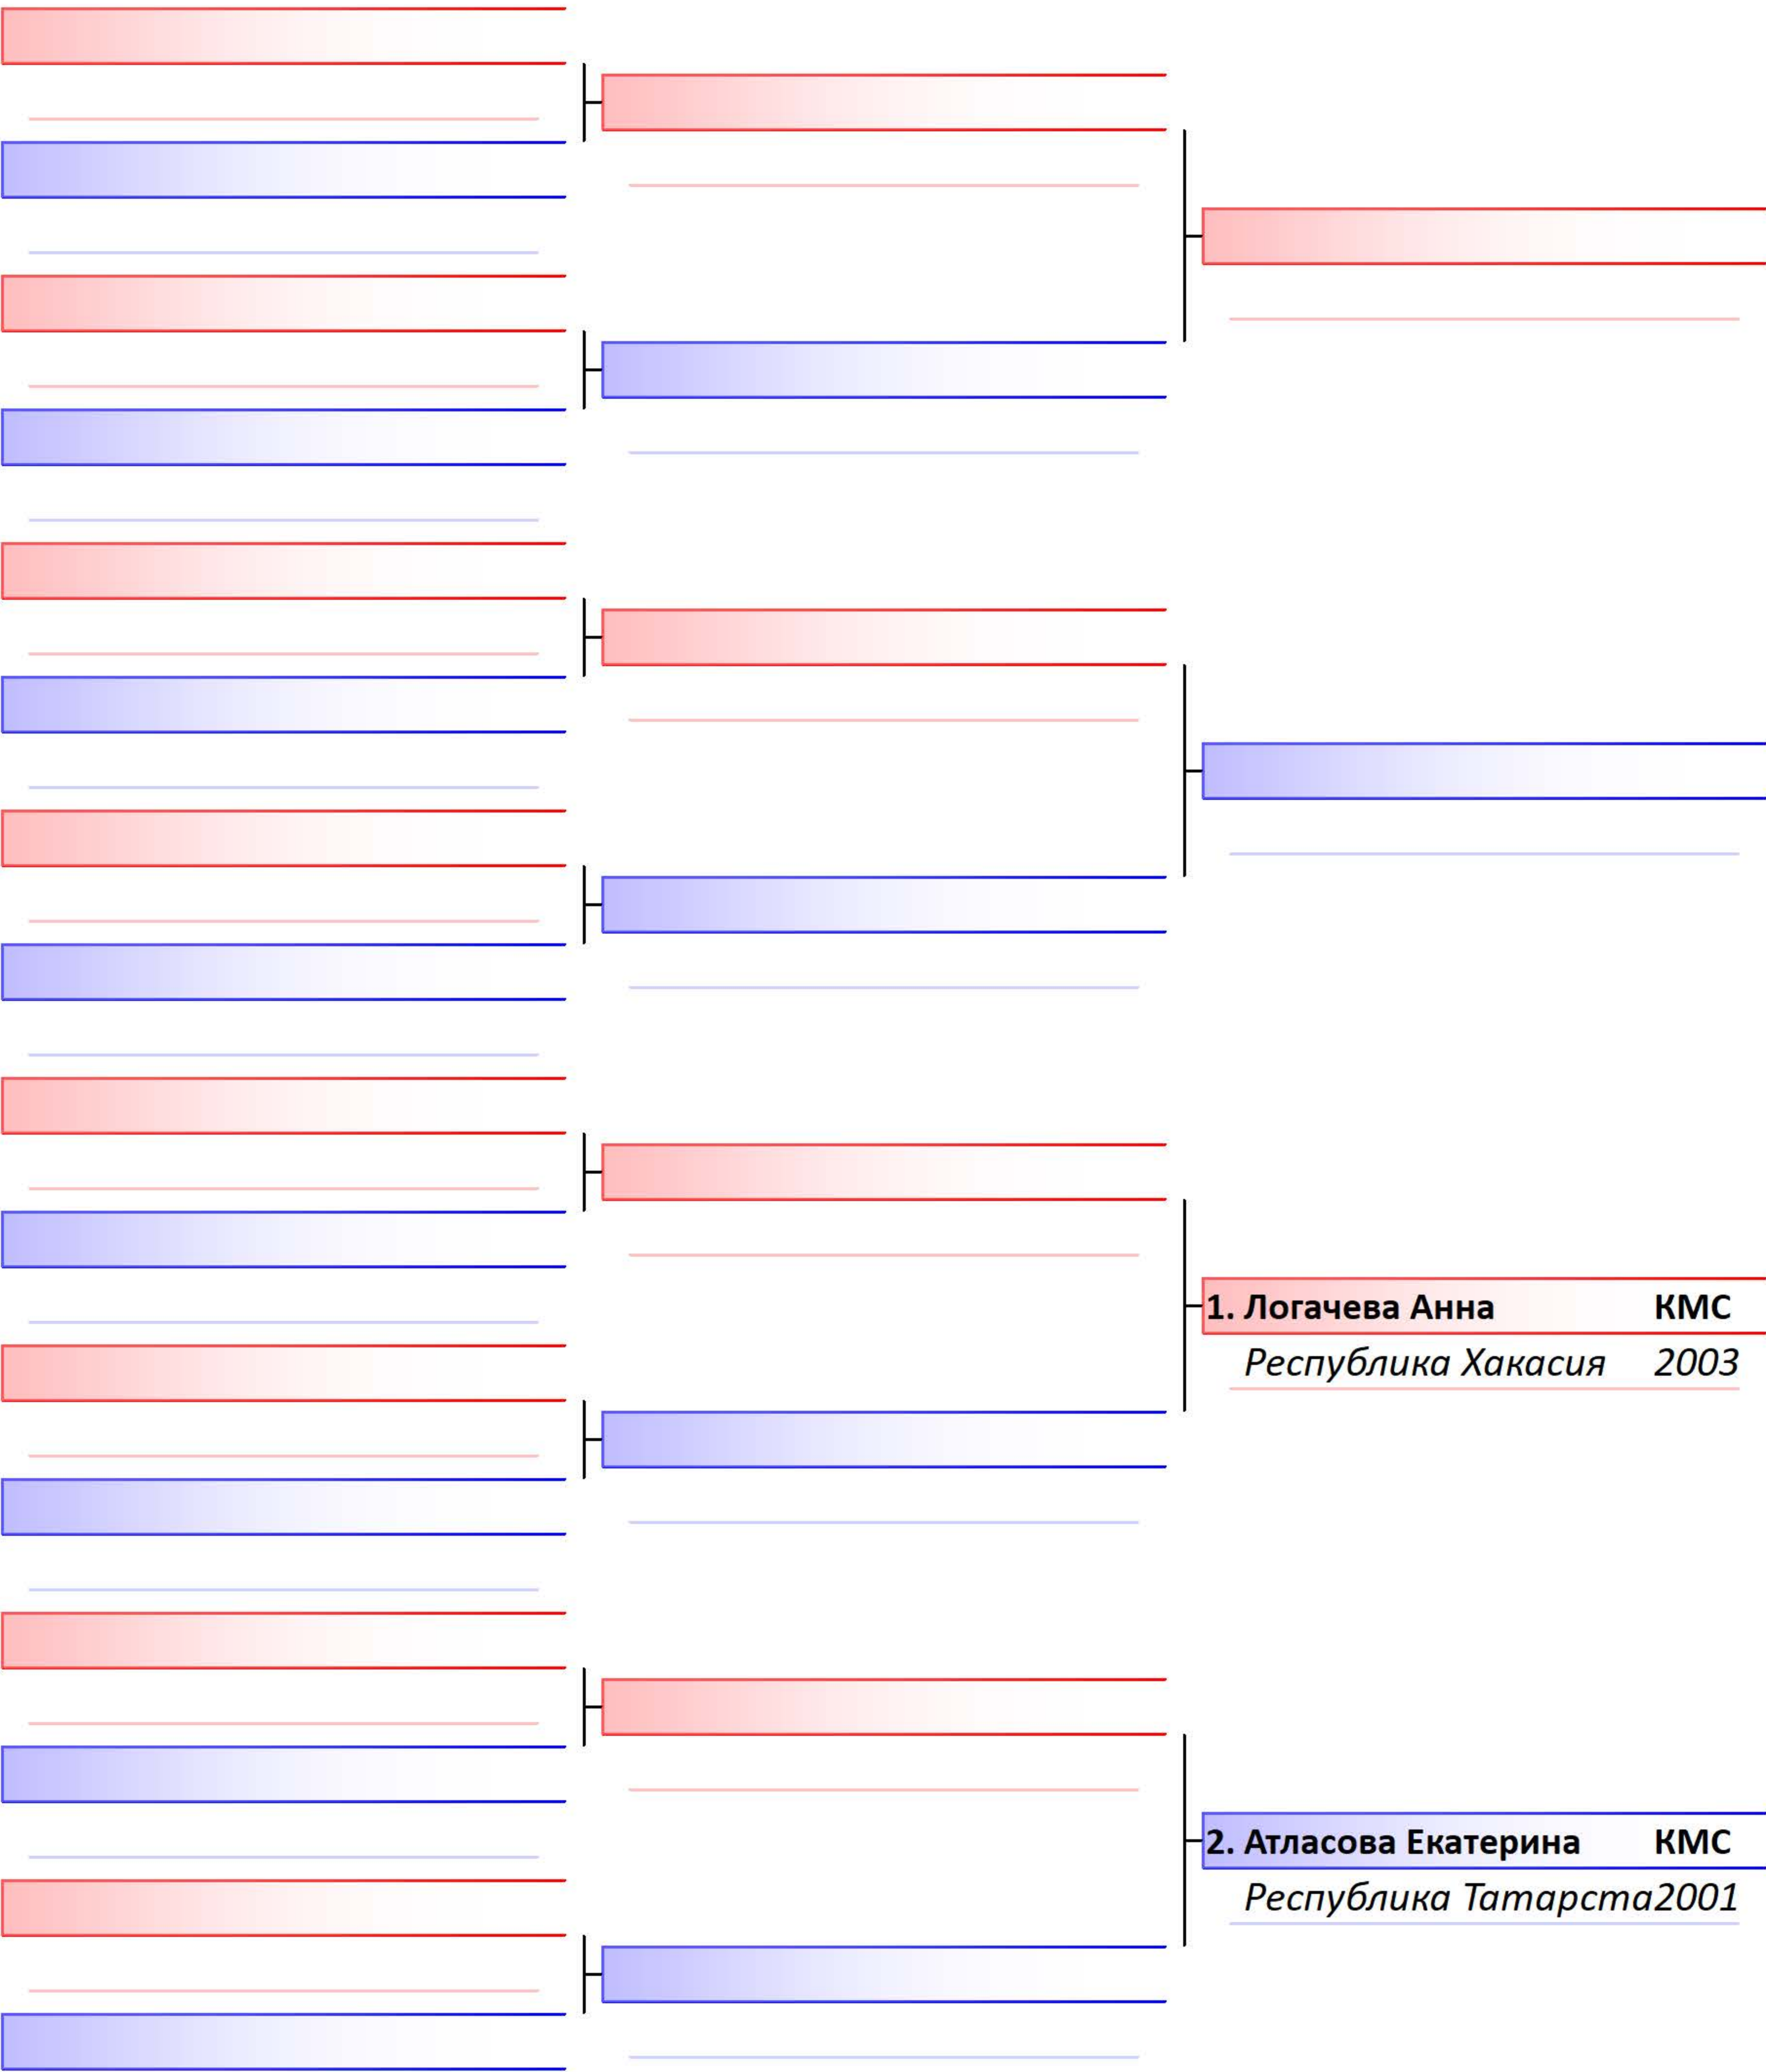 1. Логачева Анна КМС
Республика Хакасия 2003
2. Атласова Екатерина КМС
Республика Татарста2001